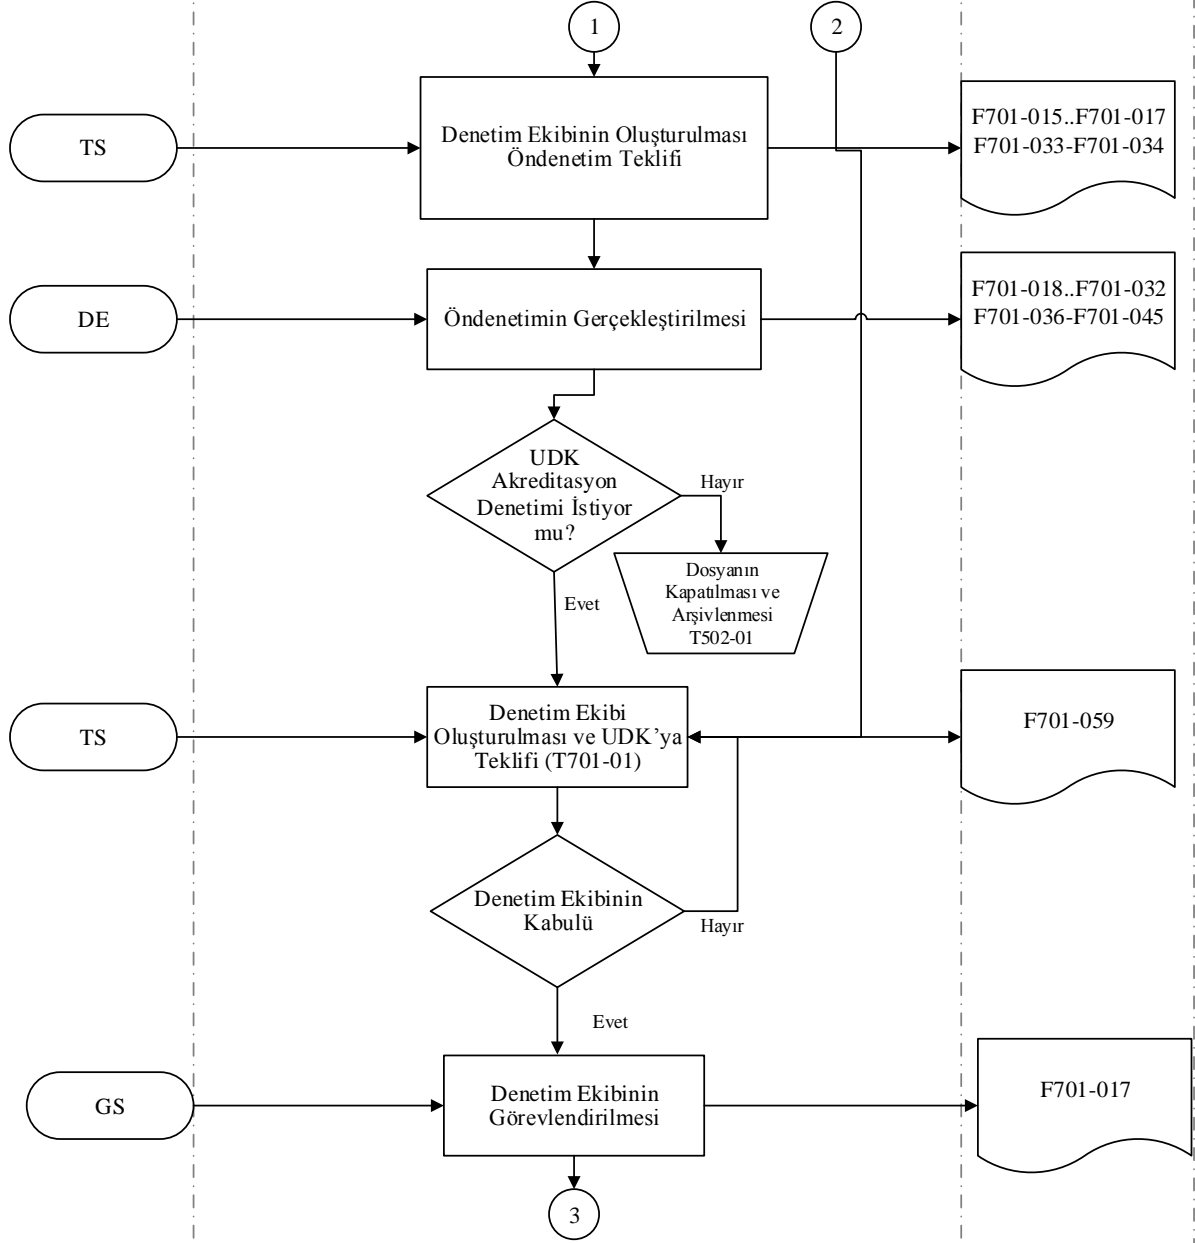 1
2
TS
Denetim Ekibinin Oluşturulması
Öndenetim Teklifi
F701-015..F701-017
F701-033-F701-034
DE
Öndenetimin Gerçekleştirilmesi
F701-018..F701-032
F701-036-F701-045
UDK
Akreditasyon
Denetimi İstiyor
mu?
Hayır
Dosyanın
Kapatılması ve
Arşivlenmesi
T502-01
Evet
TS
Denetim Ekibi
Oluşturulması ve UDK’ya
Teklifi (T701-01)
F701-059
Denetim Ekibinin
Kabulü
Hayır
Evet
GS
Denetim Ekibinin
Görevlendirilmesi
F701-017
3